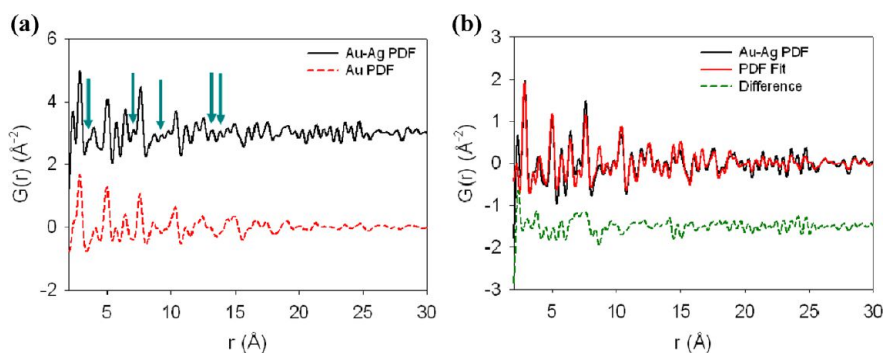 (a)
6
4
2
0
-2
G(r) (Å⁻²)
Au-Ag PDF
Au PDF
5 10 15 20 25 30
r (Å)
(b)
3
2
1
0
-1
-2
-3
G(r) (Å⁻²)
Au-Ag PDF
PDF Fit
Difference
5 10 15 20 25 30
r (Å)